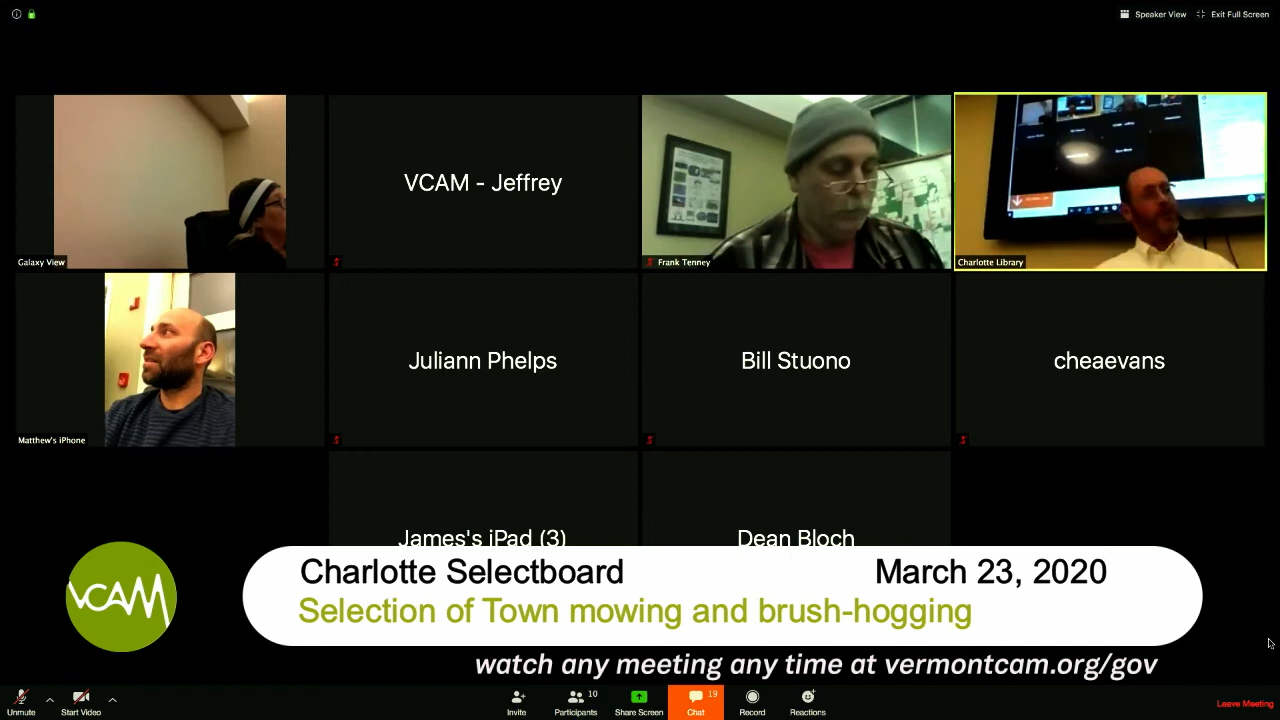 Speaker View
Exit Full Screen
VCAM - Jeffrey
Galaxy View
Frank Tenney
Charlotte Library
Juliann Phelps
Bill Stuono
cheaevans
Matthew's iPhone
James's iPad (3)
Dean Bloch
VCAM
Charlotte Selectboard
March 23, 2020
Selection of Town mowing and brush-hogging
watch any meeting any time at vermontcam.org/gov
Unmute
Start Video
Invite
10
Participants
Share Screen
19
Chat
Record
Reactions
Leave Meeting